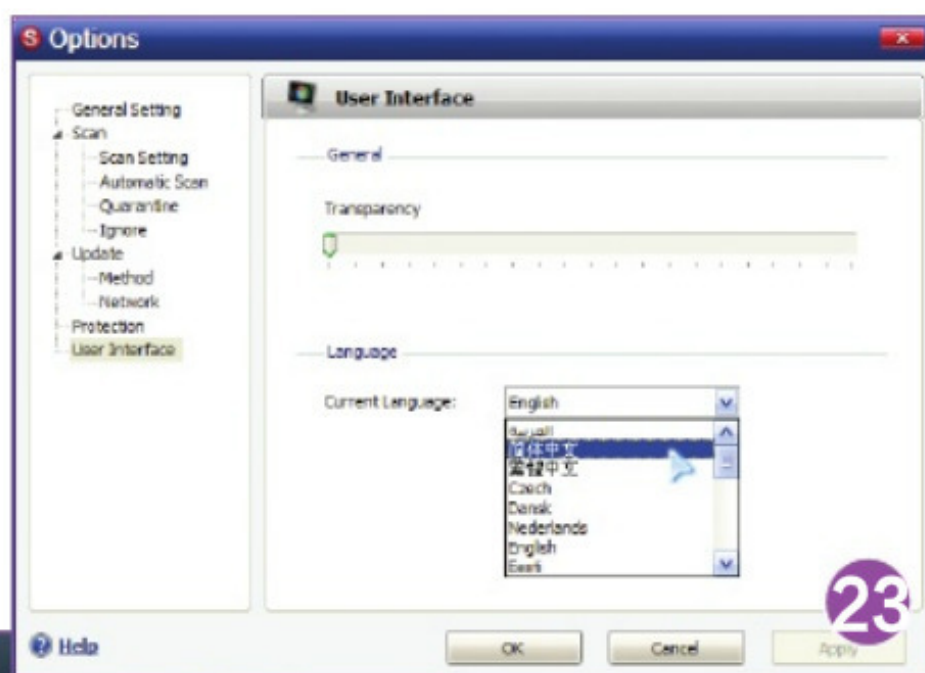 S Options
General Setting
Scan
Scan Setting
Automatic Scan
Quarantine
Ignore
Update
Method
Network
Protection
User Interface
User Interface
General
Transparency
Language
Current Language: English
العربية
简体中文
繁體中文
Czech
Dansk
Nederlands
English
Eesti
23
Help
OK Cancel Apply